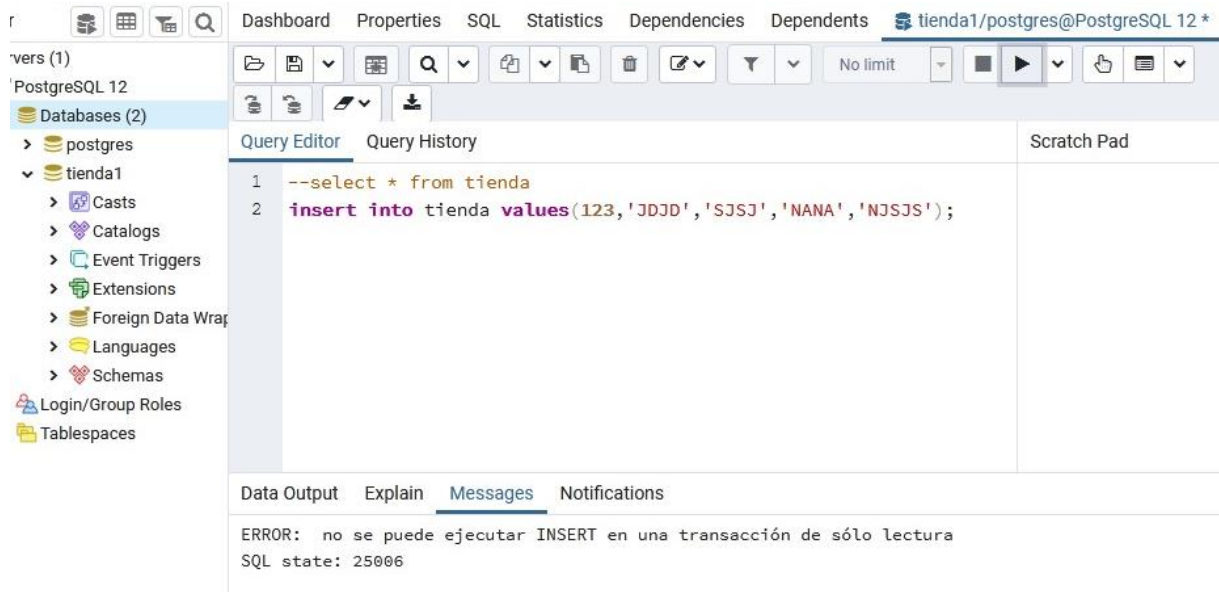 Dashboard Properties SQL Statistics Dependencies Dependents tienda1/postgres@PostgreSQL 12 *
rvers (1)
PostgreSQL 12
Databases (2)
postgres
tienda1
Casts
Catalogs
Event Triggers
Extensions
Foreign Data Wrap
Languages
Schemas
Login/Group Roles
Tablespaces
No limit
Query Editor Query History
Scratch Pad
1 --select * from tienda
2 insert into tienda values(123,'JDJD','SJSJ','NANA','NJSJS');
Data Output Explain Messages Notifications
ERROR: no se puede ejecutar INSERT en una transacción de sólo lectura
SQL state: 25006